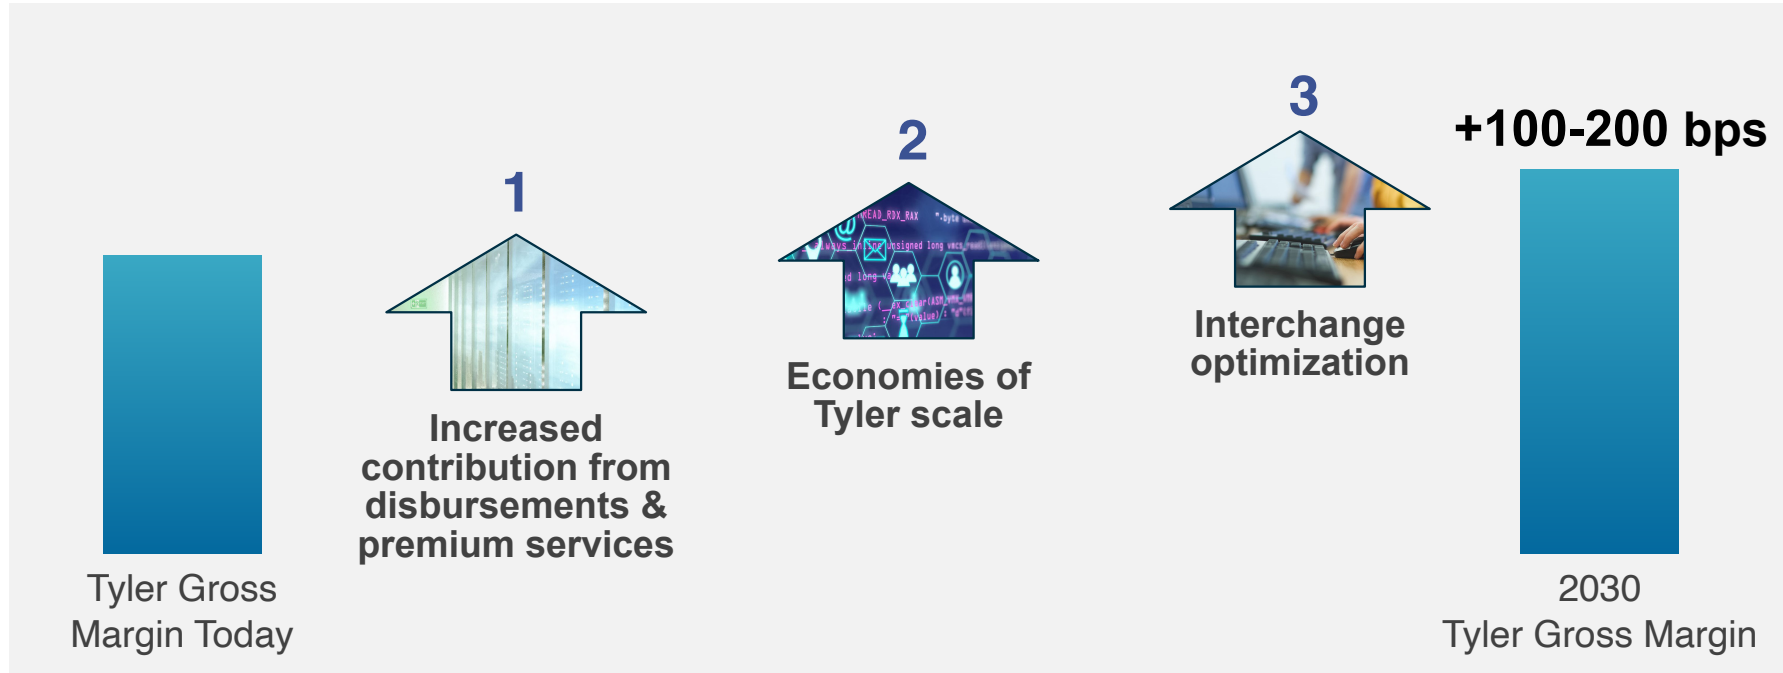 1
Increased
contribution from
disbursements &
premium services
2
Economies of
Tyler scale
3
Interchange
optimization
+100-200 bps
Tyler Gross
Margin Today
2030
Tyler Gross Margin